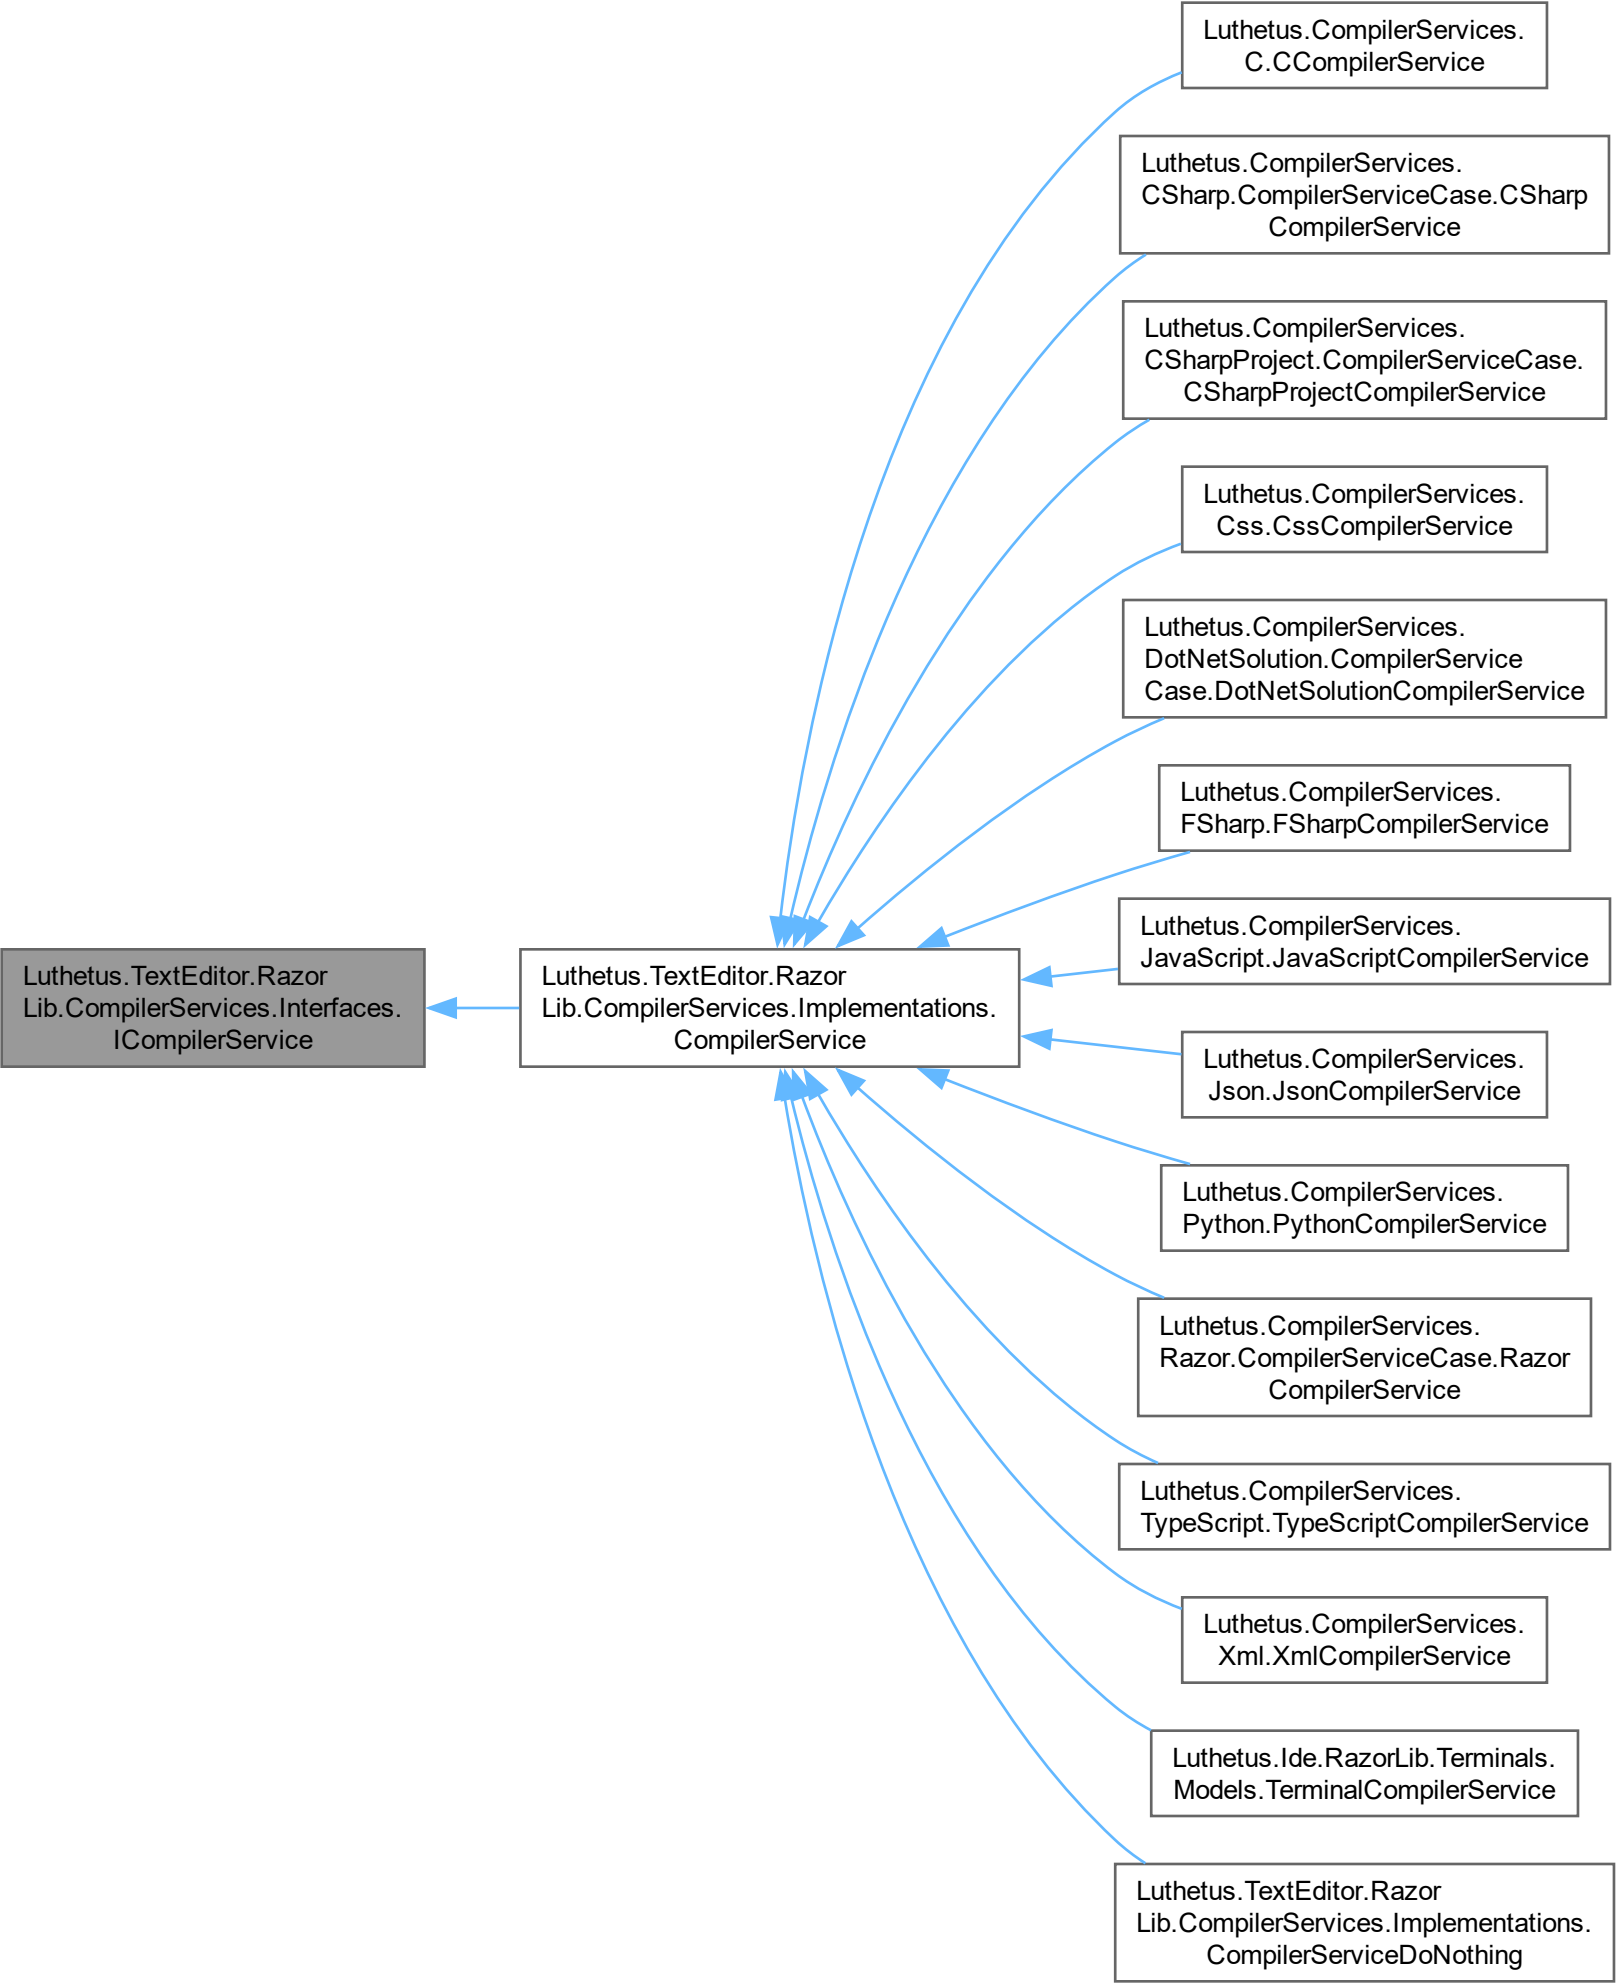 Luthetus.CompilerServices.
C.CCompilerService
Luthetus.CompilerServices.
CSharp.CompilerServiceCase.CSharp
CompilerService
Luthetus.CompilerServices.
CSharpProject.CompilerServiceCase.
CSharpProjectCompilerService
Luthetus.CompilerServices.
Css.CssCompilerService
Luthetus.CompilerServices.
DotNetSolution.CompilerService
Case.DotNetSolutionCompilerService
Luthetus.CompilerServices.
FSharp.FSharpCompilerService
Luthetus.CompilerServices.
JavaScript.JavaScriptCompilerService
Luthetus.TextEditor.Razor
Lib.CompilerServices.Interfaces.
ICompilerService
Luthetus.TextEditor.Razor
Lib.CompilerServices.Implementations.
CompilerService
Luthetus.CompilerServices.
Json.JsonCompilerService
Luthetus.CompilerServices.
Python.PythonCompilerService
Luthetus.CompilerServices.
Razor.CompilerServiceCase.Razor
CompilerService
Luthetus.CompilerServices.
TypeScript.TypeScriptCompilerService
Luthetus.CompilerServices.
Xml.XmlCompilerService
Luthetus.Ide.RazorLib.Terminals.
Models.TerminalCompilerService
Luthetus.TextEditor.Razor
Lib.CompilerServices.Implementations.
CompilerServiceDoNothing